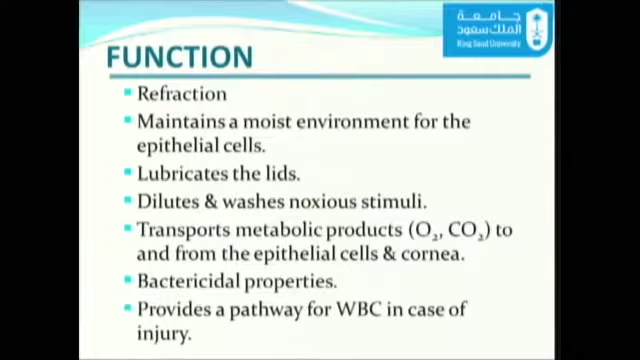 جامعة
الملك سعود
King Saud University
FUNCTION
Refraction
Maintains a moist environment for the
epithelial cells.
Lubricates the lids.
Dilutes & washes noxious stimuli.
Transports metabolic products (O₂, CO₂) to
and from the epithelial cells & cornea.
Bactericidal properties.
Provides a pathway for WBC in case of
injury.